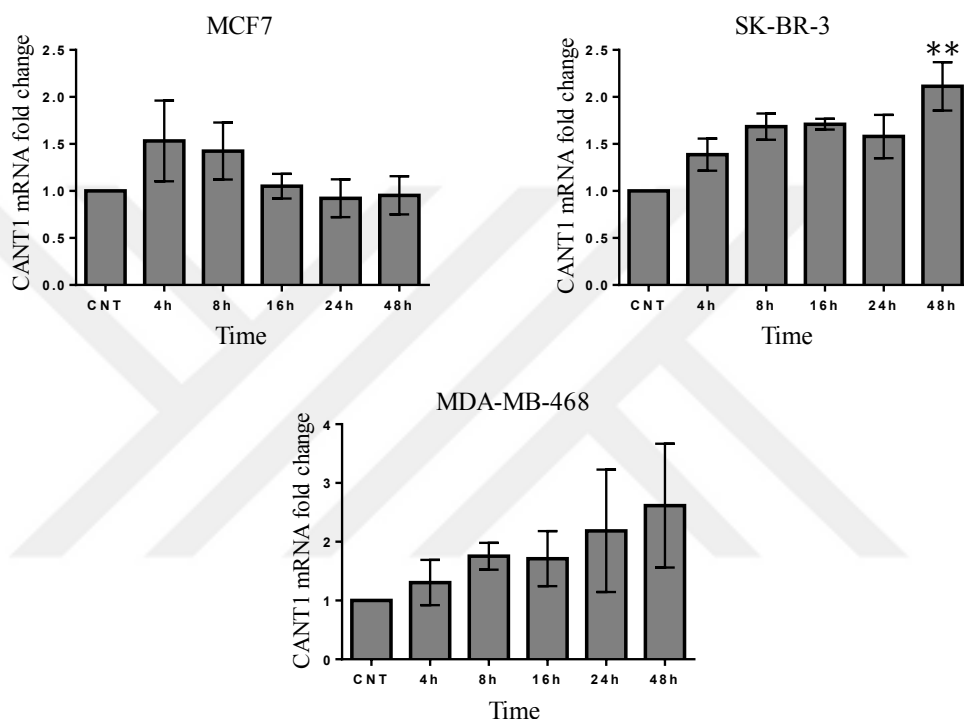 MCF7
CANT1 mRNA fold change
2.5
2.0
1.5
1.0
0.5
0.0
CNT 4h 8h 16h 24h 48h
Time
SK-BR-3
CANT1 mRNA fold change
2.5
2.0
1.5
1.0
0.5
0.0
**
CNT 4h 8h 16h 24h 48h
Time
MDA-MB-468
CANT1 mRNA fold change
4
3
2
1
0
CNT 4h 8h 16h 24h 48h
Time